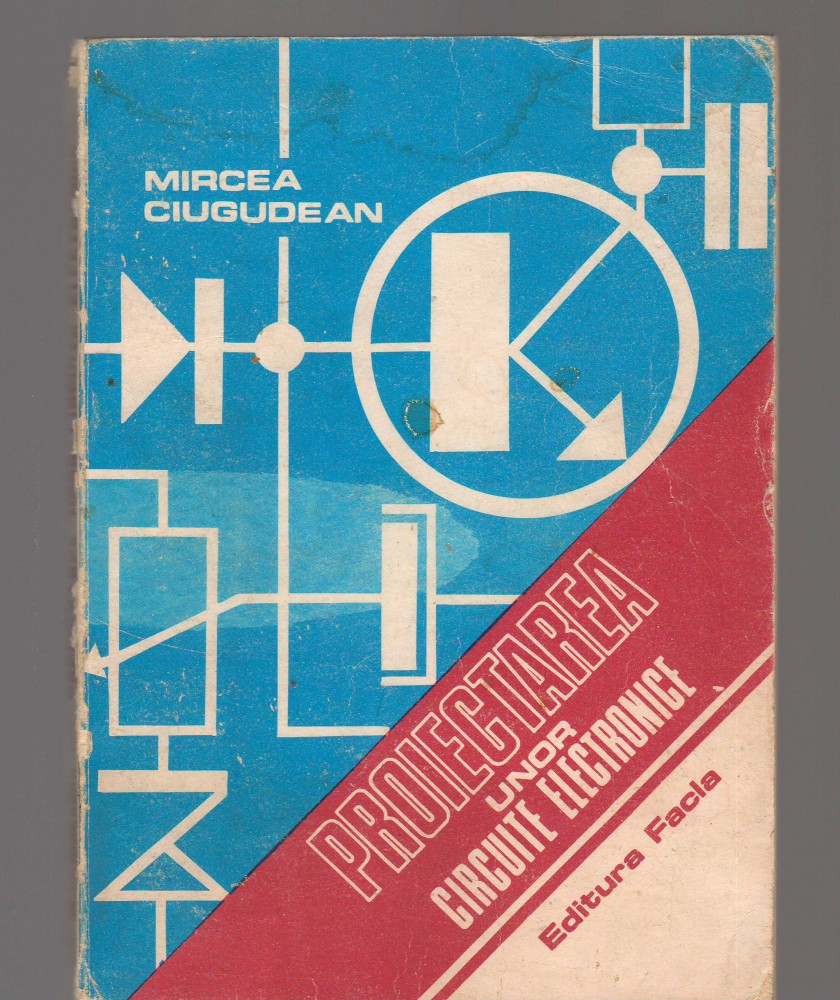 MIRCEA
CIUGUDEAN
PROIECTAREA
UNOR
CIRCUITE ELECTRONICE
Editura Facla